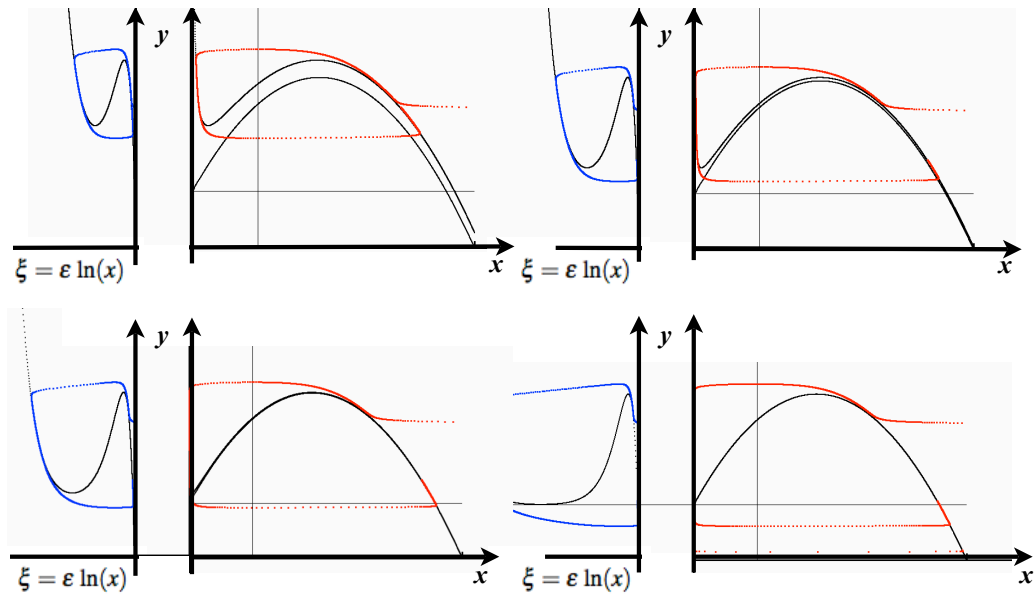 y y
x x
ξ = ε ln(x) ξ = ε ln(x)
y y
x x
ξ = ε ln(x) ξ = ε ln(x)